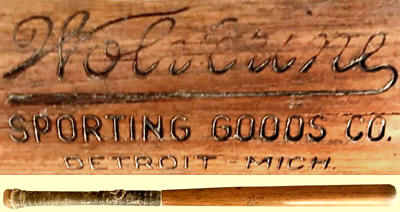 Wolverine
SPORTING GOODS CO.
DETROIT - MICH.